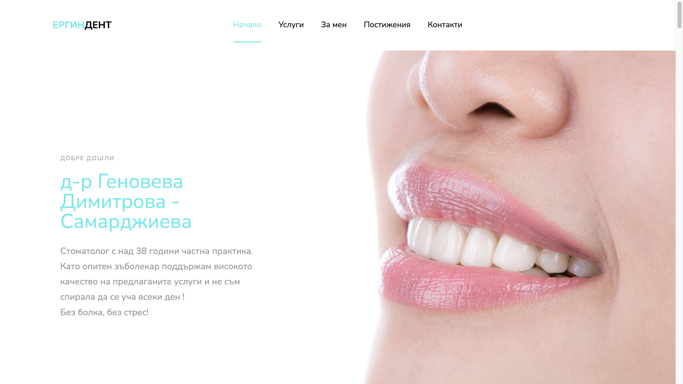 ЕРГИНДЕНТ
Начало Услуги За мен Постижения Контакти
ДОБРЕ ДОШЛИ
д-р Геновева
Димитрова -
Самарджиева
Стоматолог с над 38 години частна практика.
Като опитен зъболекар поддържам високото
качество на предлаганите услуги и не съм
спирала да се уча всеки ден !
Без болка, без стрес!